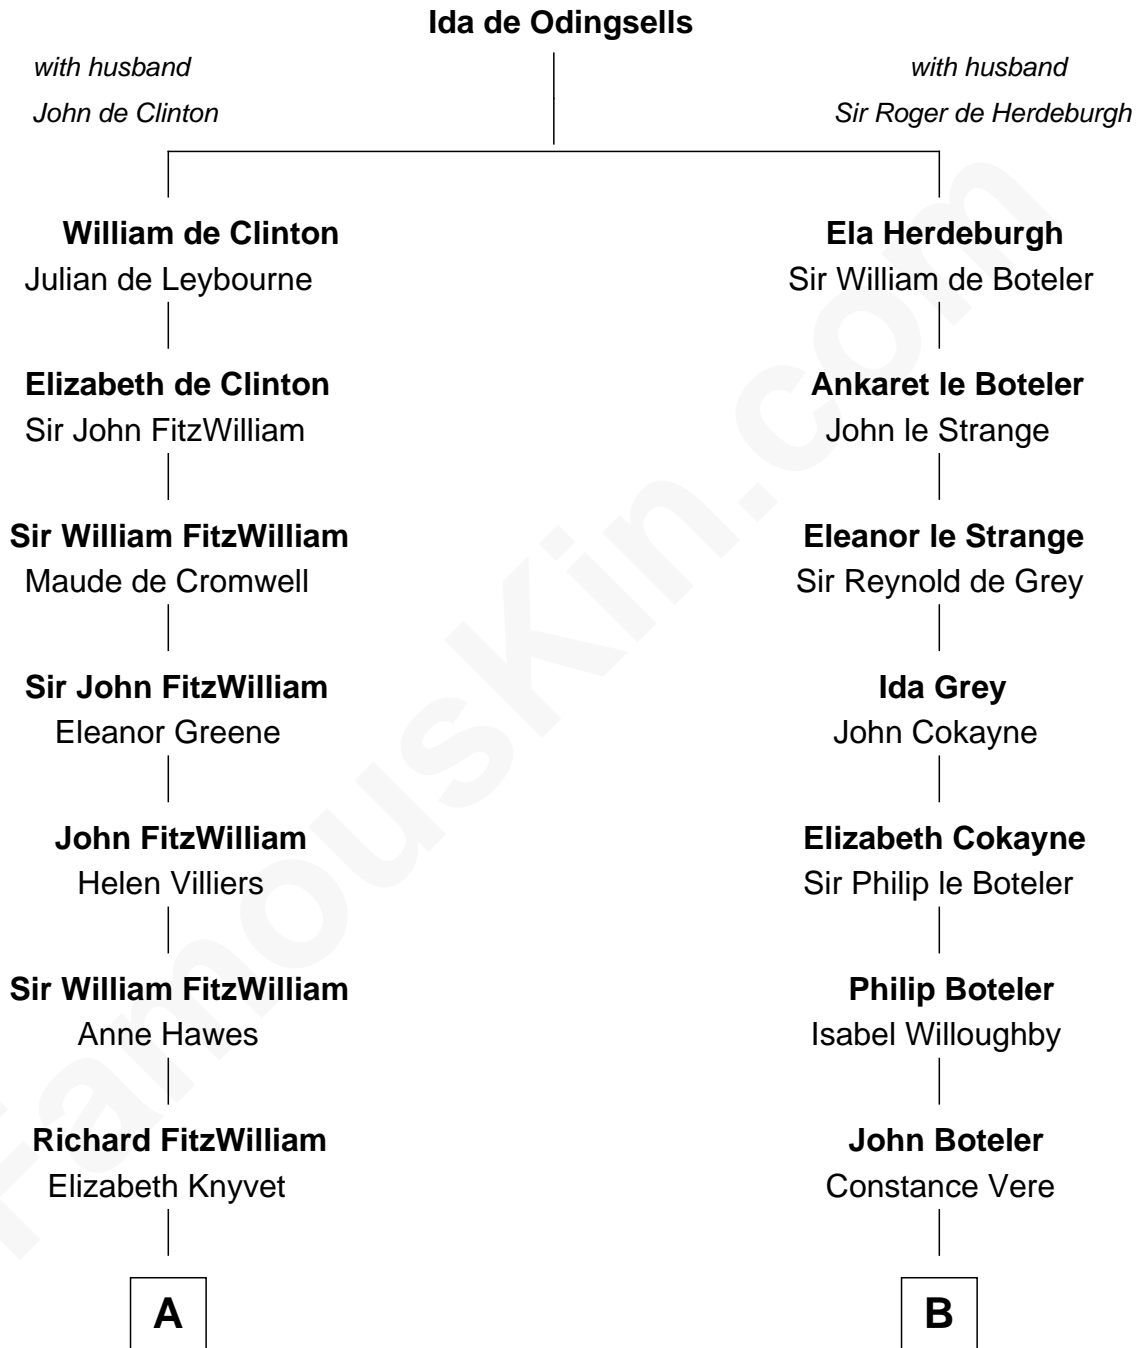 Ida de Odingsells
with husband
John de Clinton
with husband
Sir Roger de Herdeburgh
William de Clinton
Julian de Leybourne
Ela Herdeburgh
Sir William de Boteler
Elizabeth de Clinton
Sir John FitzWilliam
Ankaret le Boteler
John le Strange
Sir William FitzWilliam
Maude de Cromwell
Eleanor le Strange
Sir Reynold de Grey
Sir John FitzWilliam
Eleanor Greene
Ida Grey
John Cokayne
John FitzWilliam
Helen Villiers
Elizabeth Cokayne
Sir Philip le Boteler
Sir William FitzWilliam
Anne Hawes
Philip Boteler
Isabel Willoughby
Richard FitzWilliam
Elizabeth Knyvet
John Boteler
Constance Vere
A
B
FamousKin.com